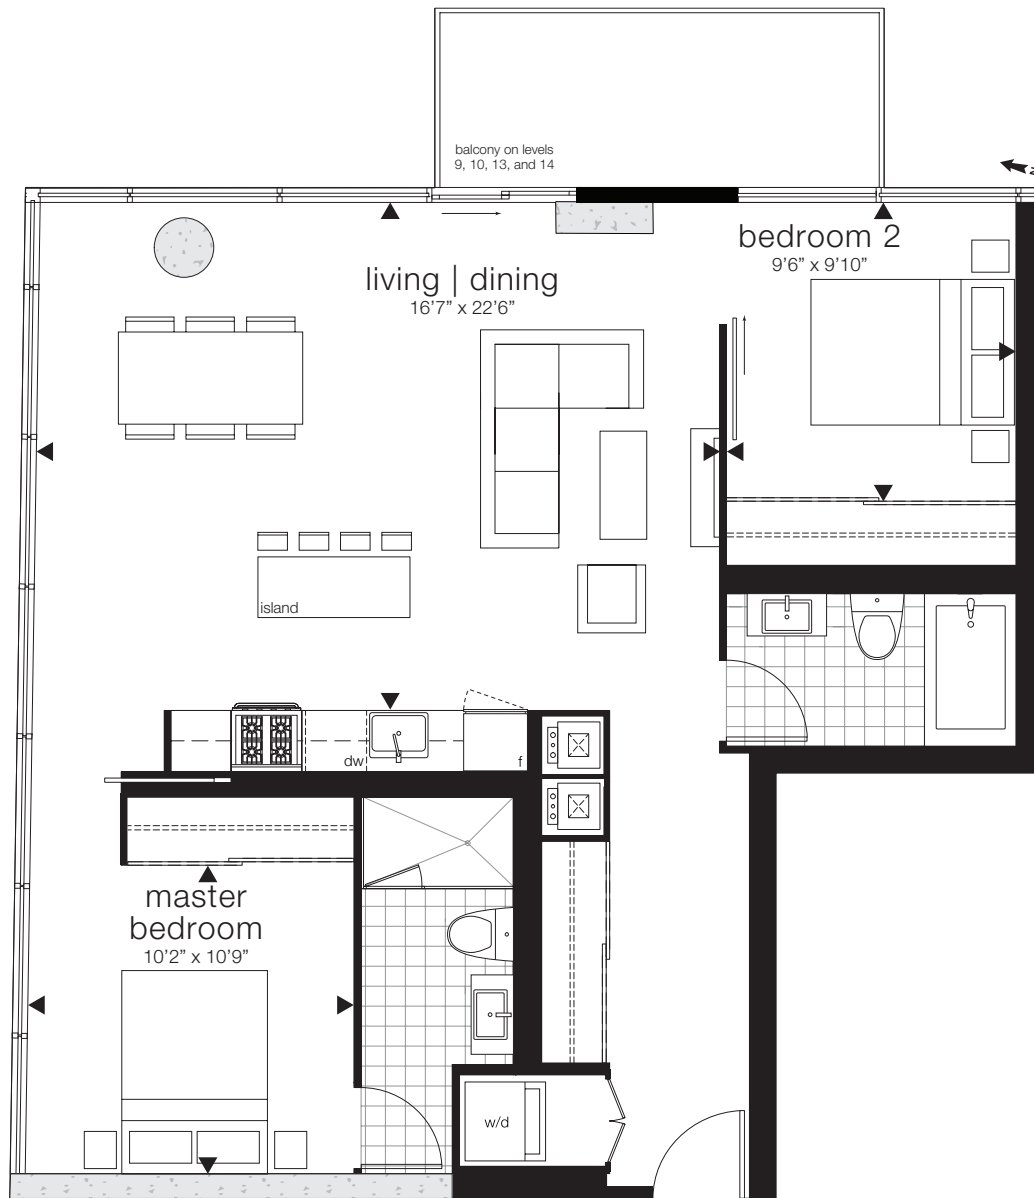 balcony on levels
9, 10, 13, and 14
bedroom 2
9’6” x 9’10”
living | dining
16’7” x 22’6”
island
dw
f
master
bedroom
10’2” x 10’9”
w/d